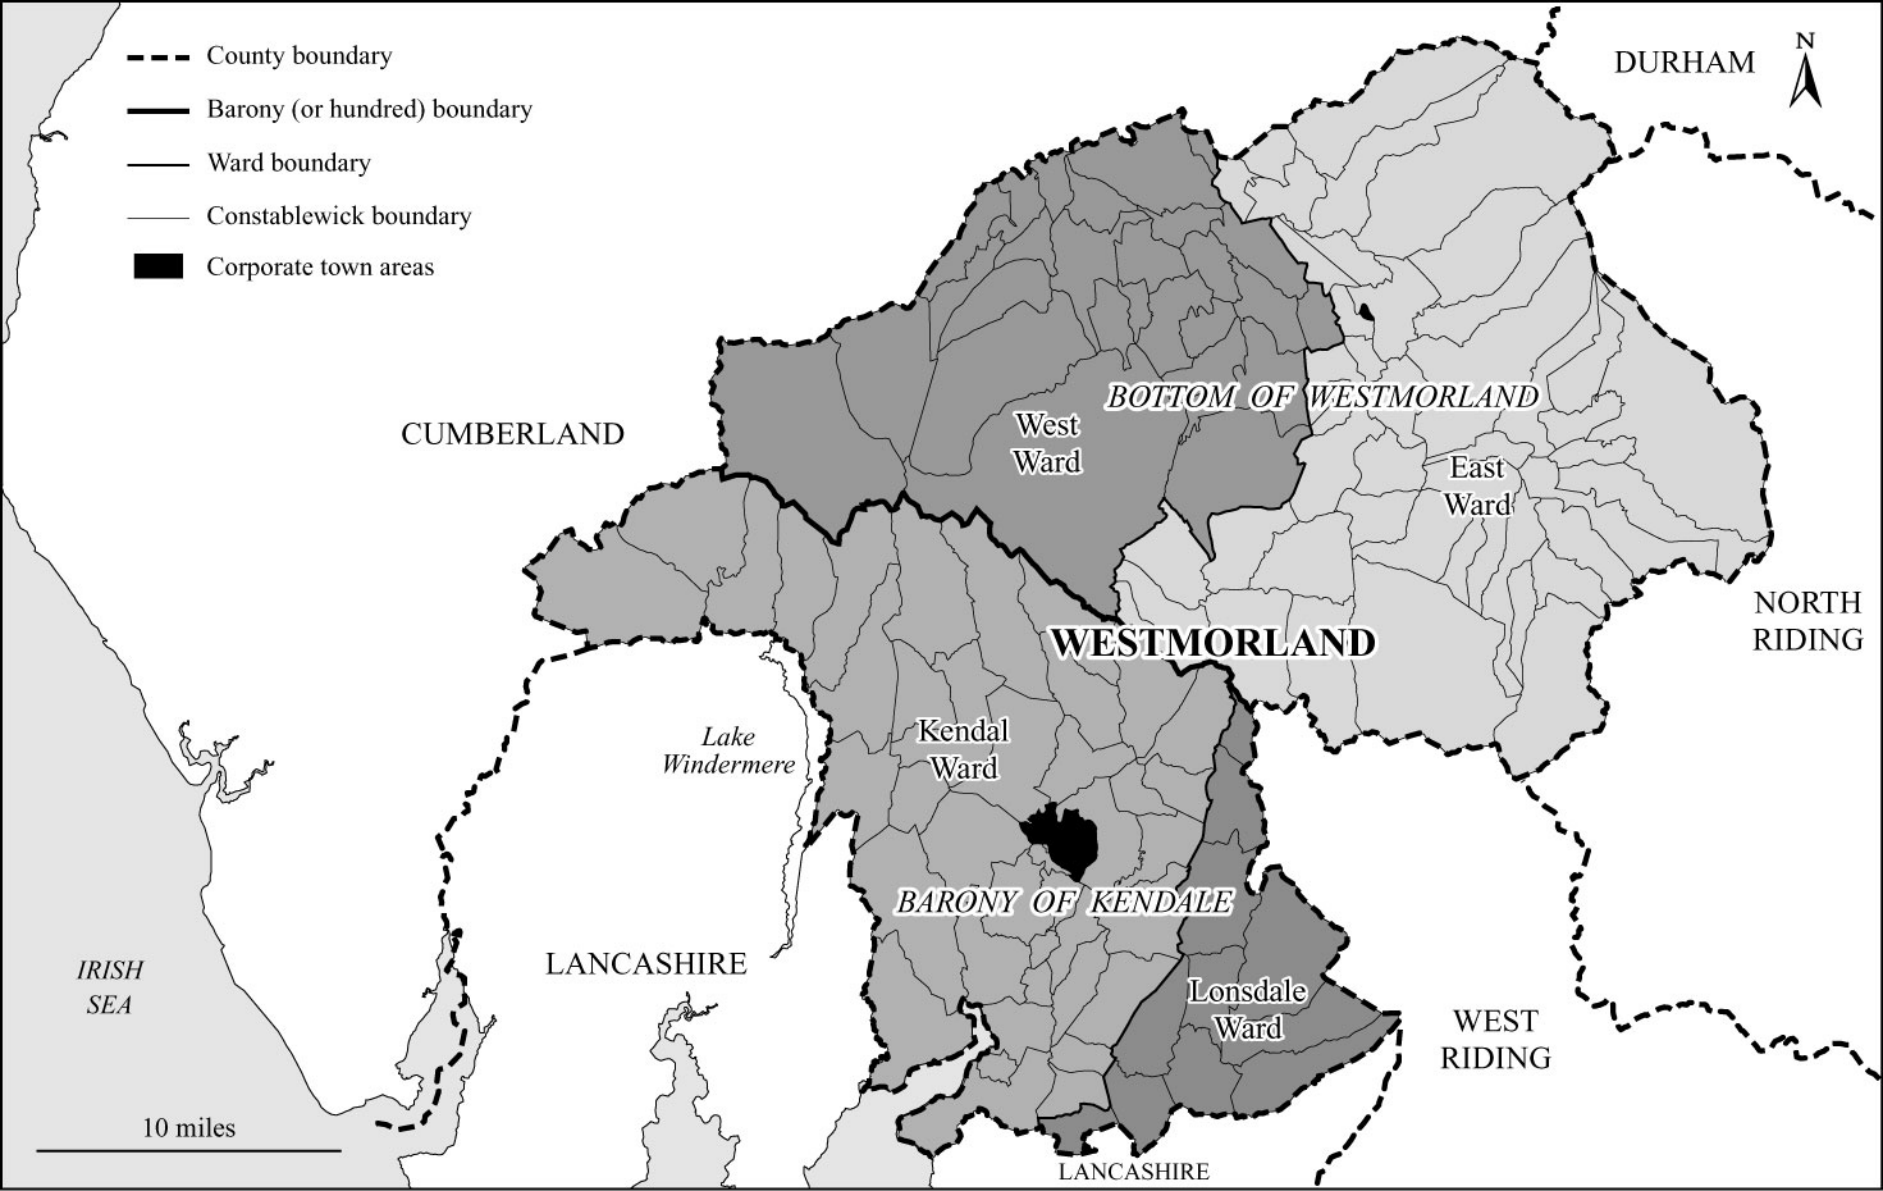 County boundary
Barony (or hundred) boundary
Ward boundary
Constablewick boundary
Corporate town areas
DURHAM
N
CUMBERLAND
BOTTOM OF WESTMORLAND
West
Ward
East
Ward
NORTH
RIDING
WESTMORLAND
Lake
Windermere
Kendal
Ward
BARONY OF KENDALE
IRISH
SEA
LANCASHIRE
Lonsdale
Ward
WEST
RIDING
10 miles
LANCASHIRE